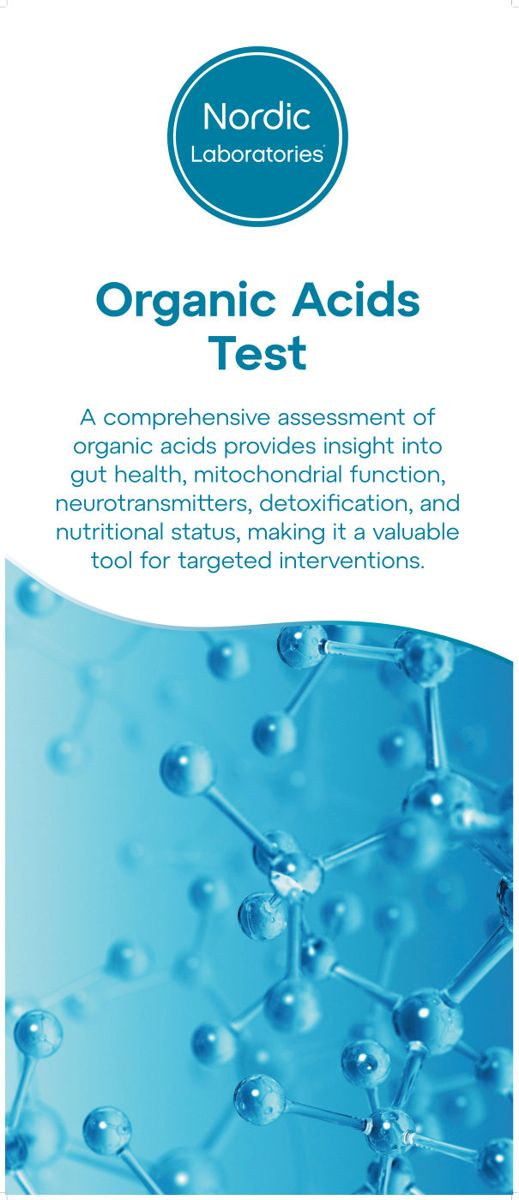 Nordic
Laboratories®
Organic Acids
Test
A comprehensive assessment of
organic acids provides insight into
gut health, mitochondrial function,
neurotransmitters, detoxification, and
nutritional status, making it a valuable
tool for targeted interventions.